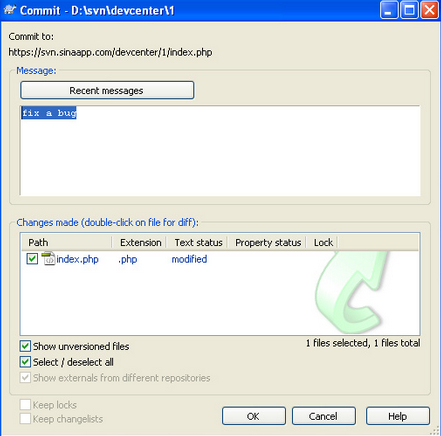 Commit - D:\svn\devcenter\1
Commit to:
https://svn.sinaapp.com/devcenter/1/index.php
Message:
Recent messages
fix a bug
Changes made (double-click on file for diff):
Path Extension Text status Property status Lock
index.php .php modified
Show unversioned files
1 files selected, 1 files total
Select / deselect all
Show externals from different repositories
Keep locks
Keep changelists
OK Cancel Help